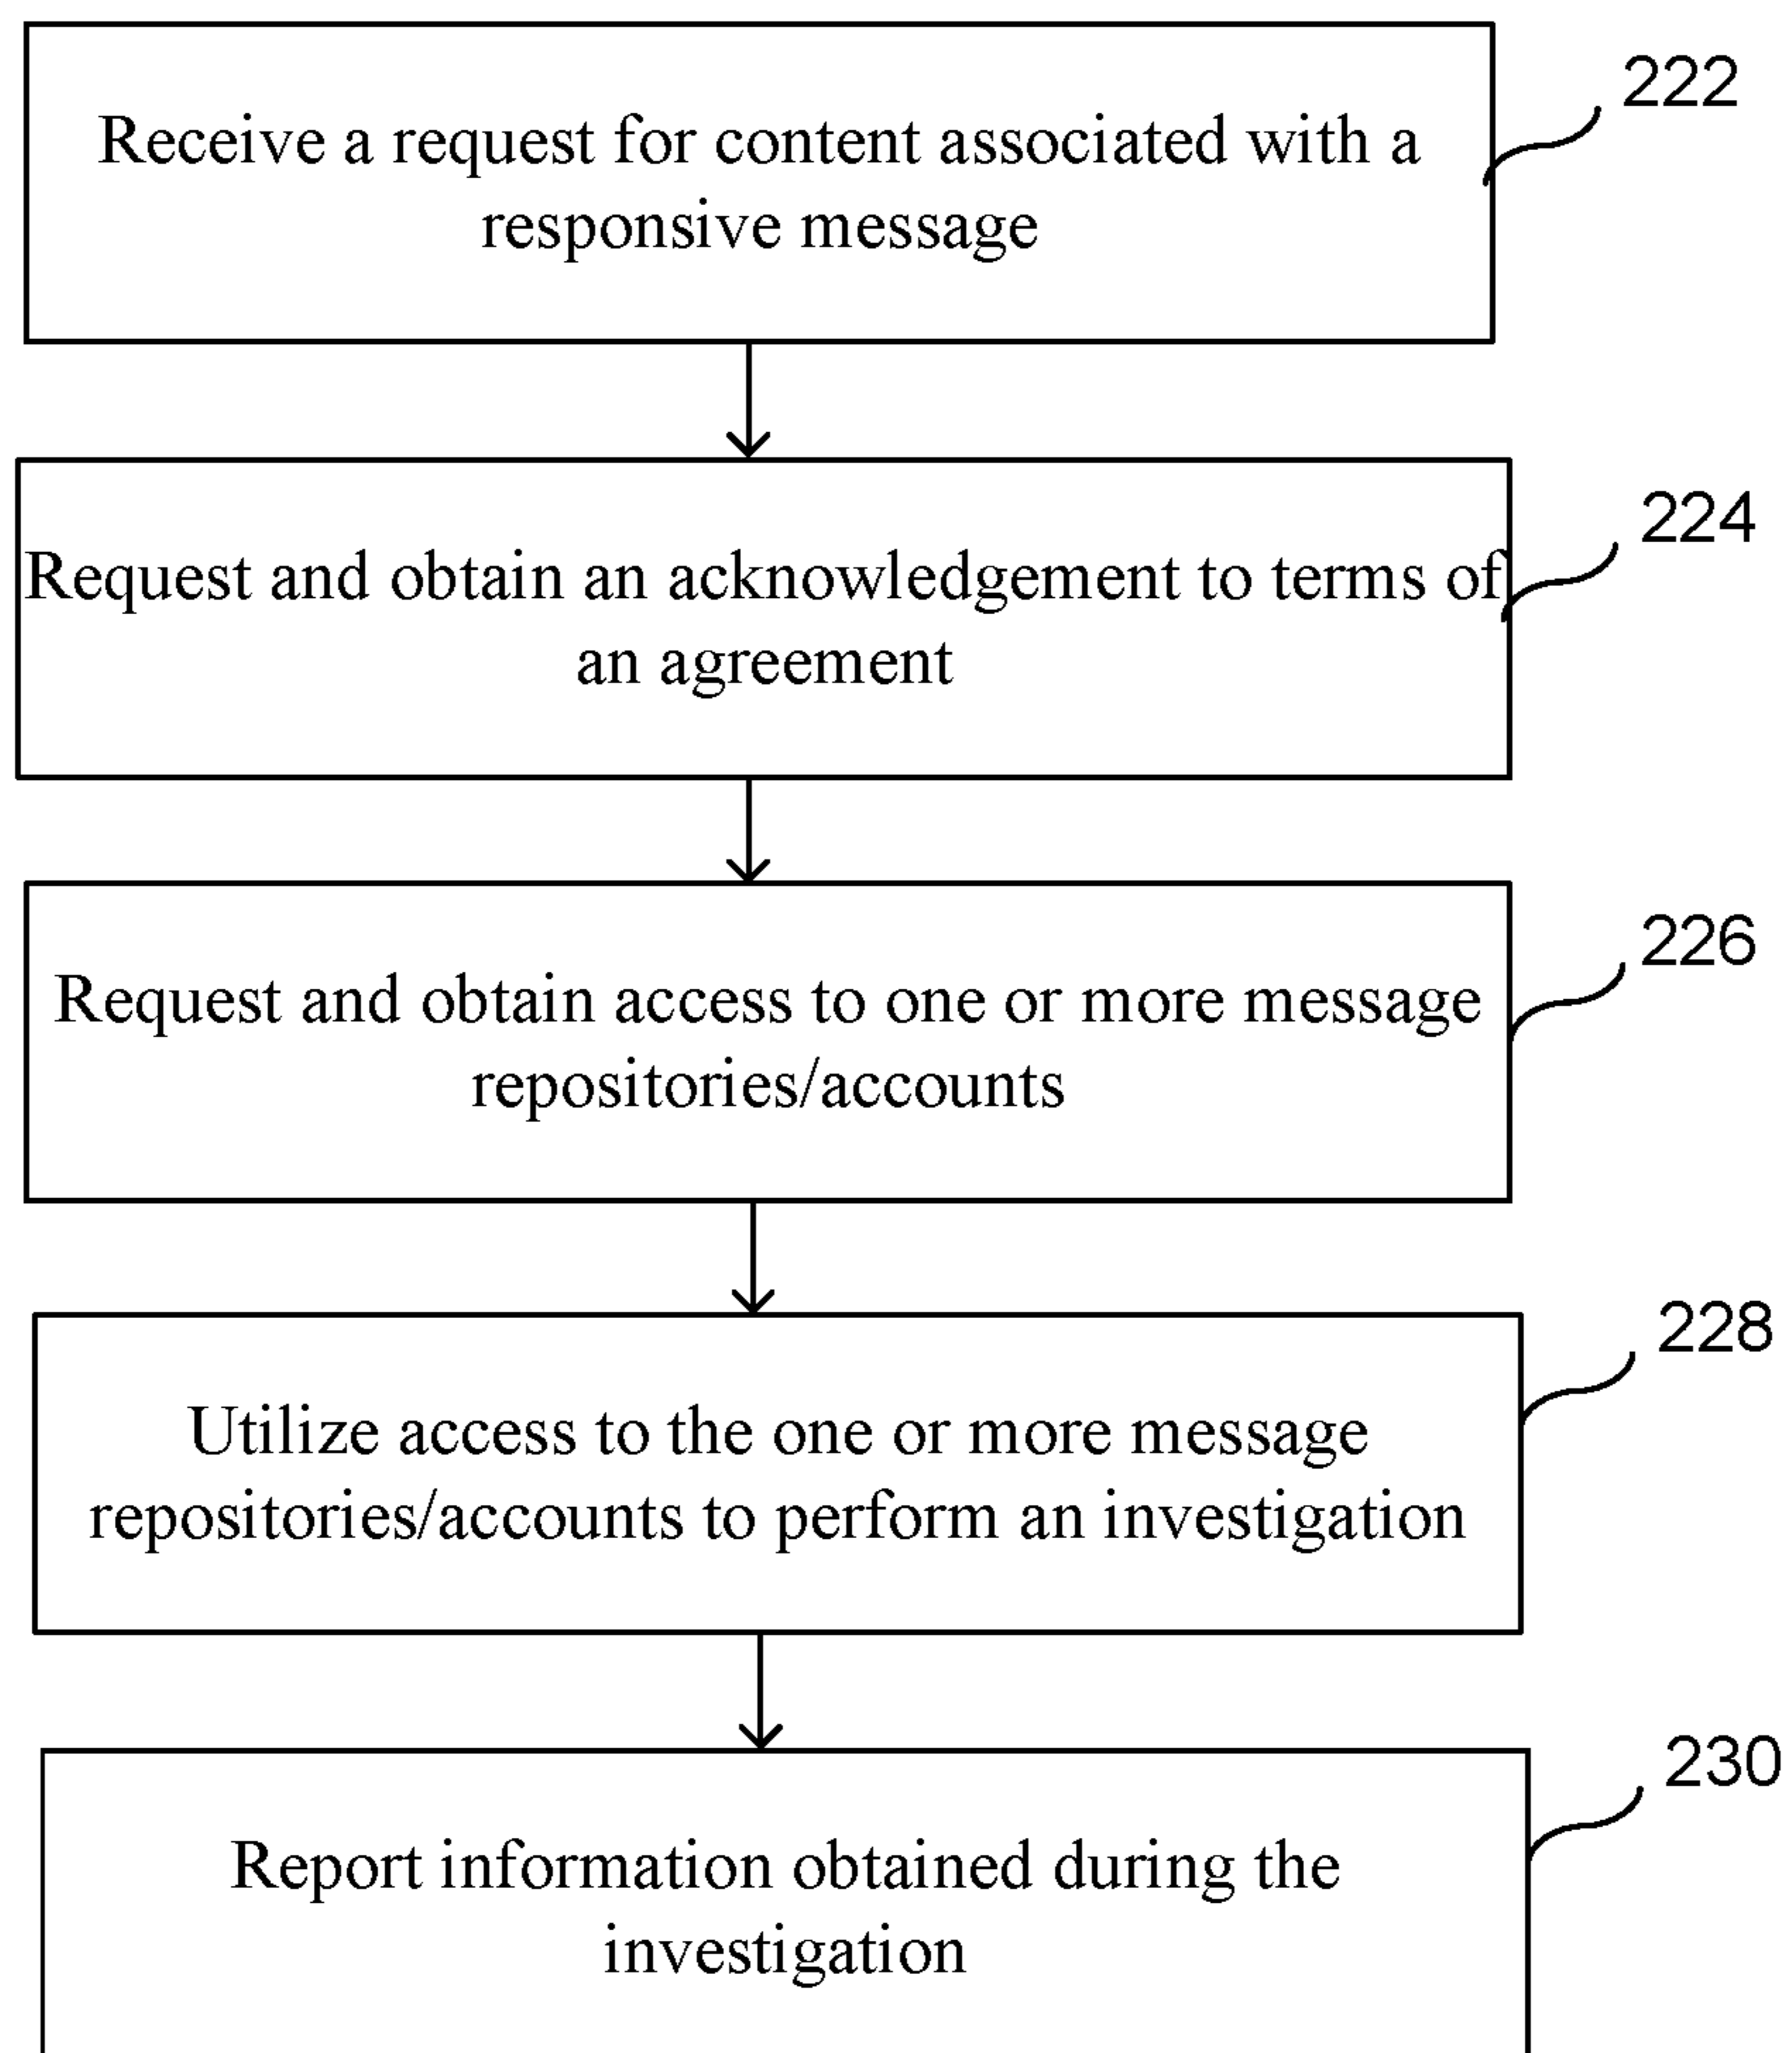 222
Receive a request for content associated with a
responsive message
224
Request and obtain an acknowledgement to terms of
an agreement
226
Request and obtain access to one or more message
repositories/accounts
228
Utilize access to the one or more message
repositories/accounts to perform an investigation
230
Report information obtained during the
investigation